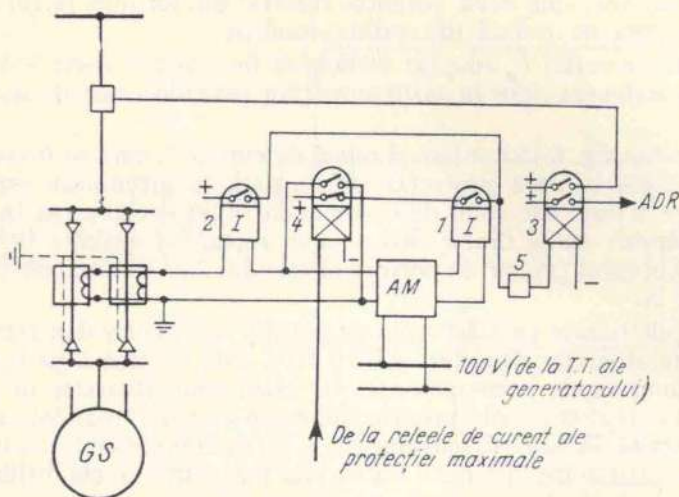 +
2
I
+
+
4
-
1
I
+
+
3
-
ADR
5
AM
100 V (de la T.T. ale
generatorului)
De la releele de curent ale
protecției maximale
GS